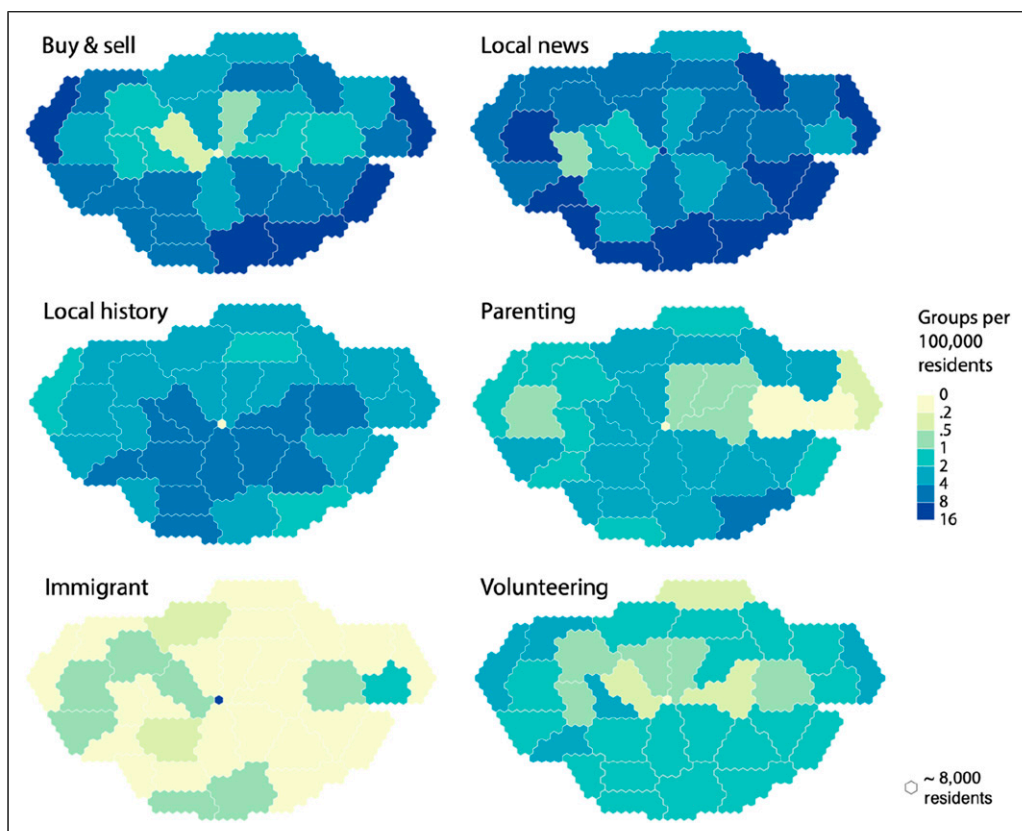 Buy & sell
Local news
Local history
Parenting
Groups per
100,000
residents
0
.2
.5
1
2
4
8
16
Immigrant
Volunteering
~ 8,000
residents